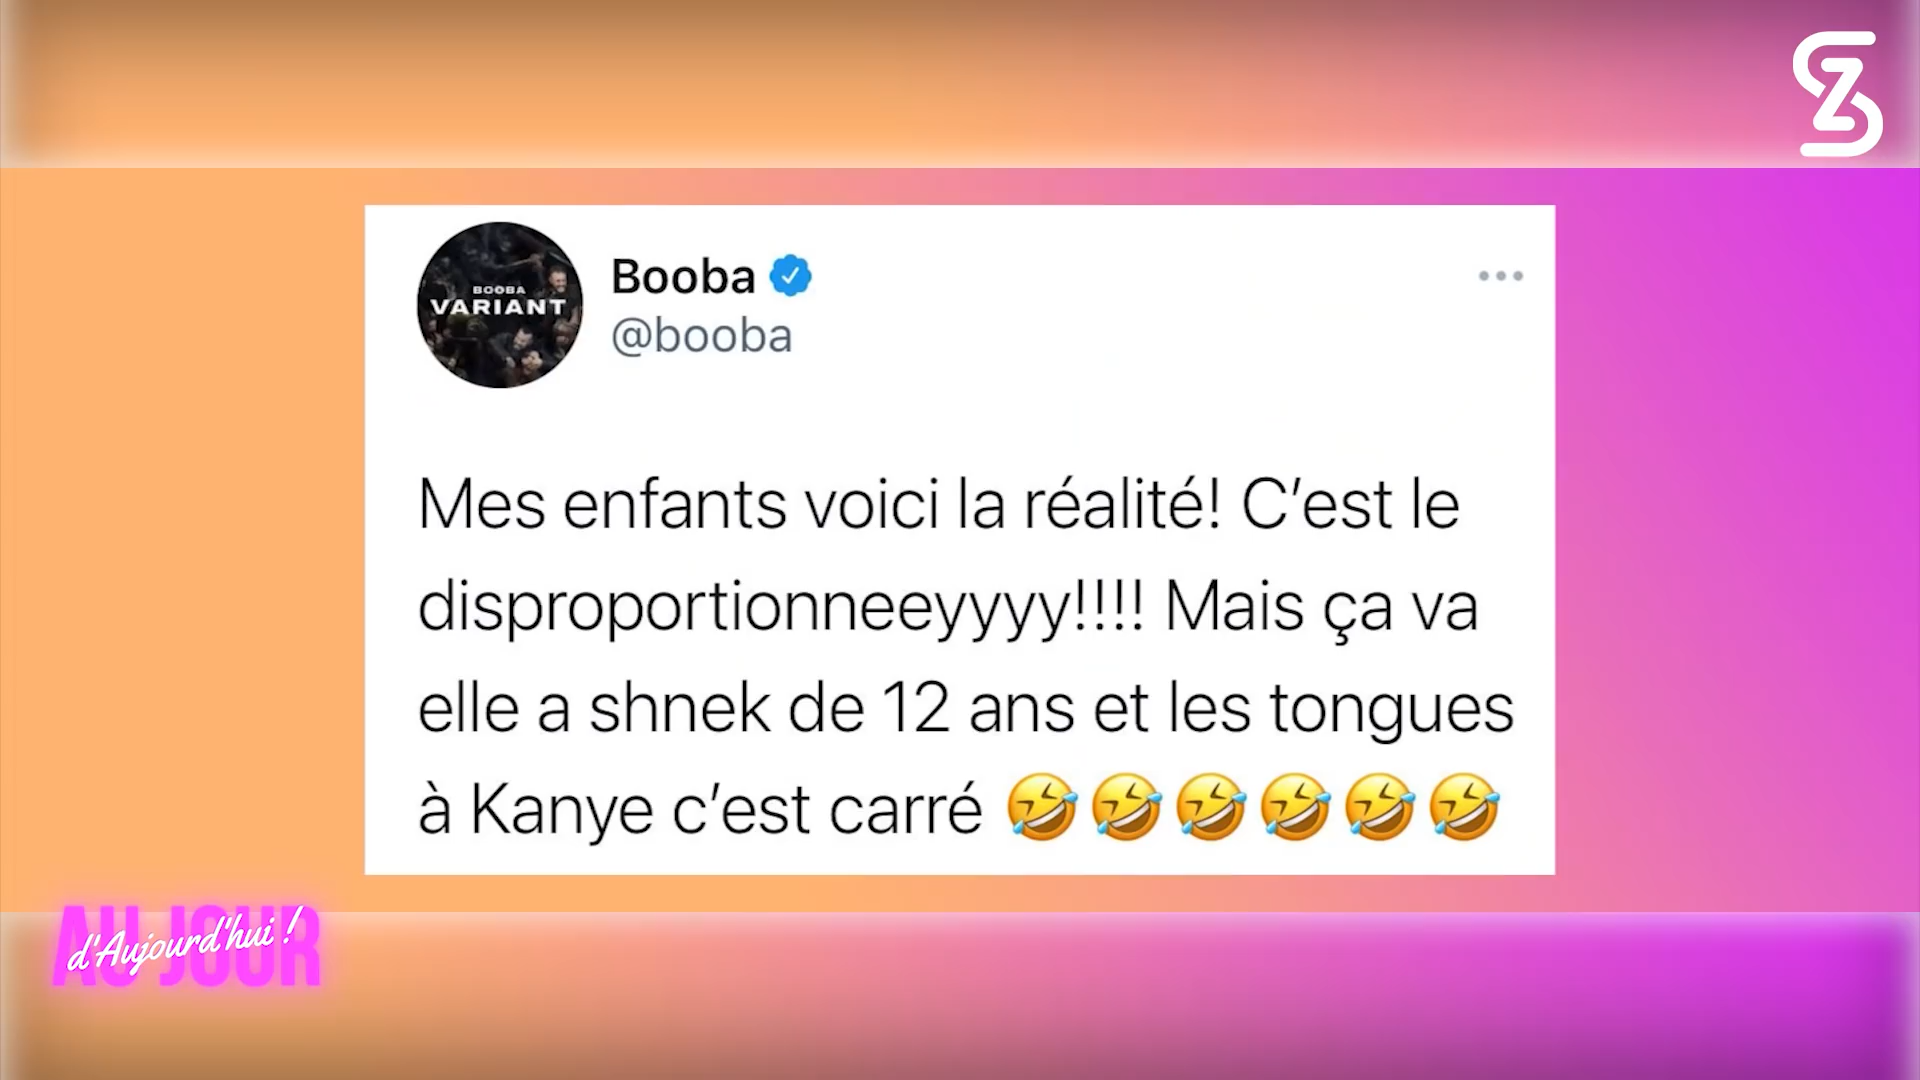 BOOBA
VARIANT
Booba
@booba
Mes enfants voici la réalité! C’est le
disproportionneeyyyy!!!! Mais ça va
elle a shnek de 12 ans et les tongues
à Kanye c’est carré 🤣🤣🤣🤣🤣🤣
AU JOUR
d'Aujourd'hui !